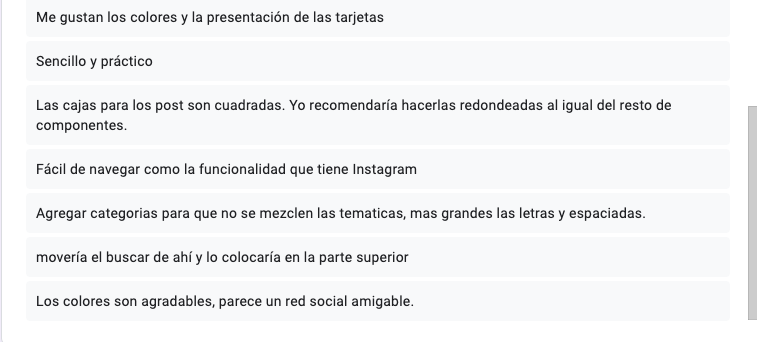 Me gustan los colores y la presentación de las tarjetas
Sencillo y práctico
Las cajas para los post son cuadradas. Yo recomendaría hacerlas redondeadas al igual del resto de
componentes.
Fácil de navegar como la funcionalidad que tiene Instagram
Agregar categorias para que no se mezclen las tematicas, mas grandes las letras y espaciadas.
movería el buscar de ahí y lo colocaría en la parte superior
Los colores son agradables, parece un red social amigable.